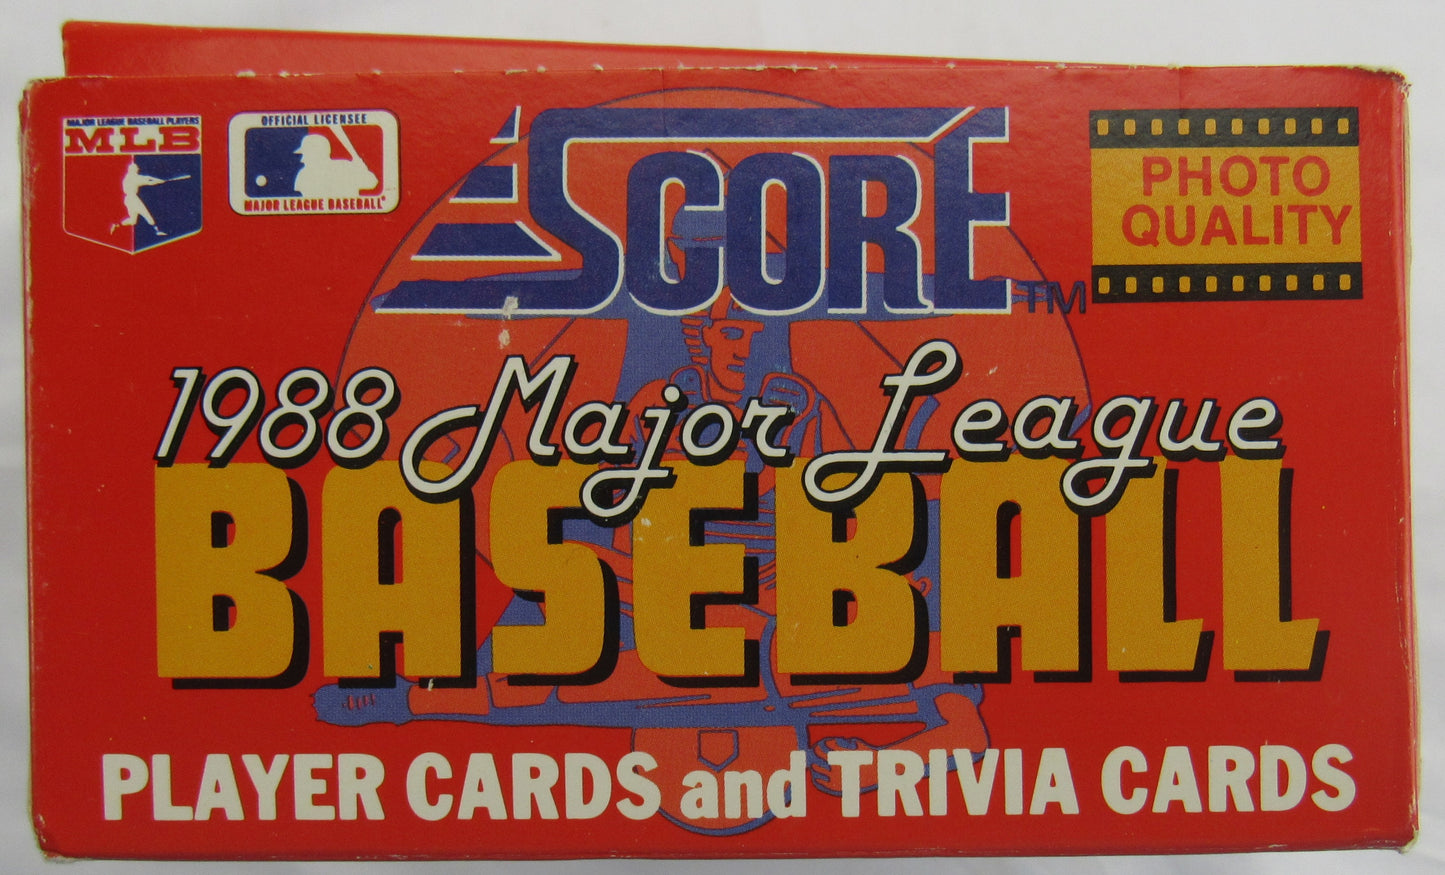 MAJOR LEAGUE BASEBALL PLAYERS
MLB
OFFICIAL LICENSEE
MAJOR LEAGUE BASEBALL®
SCORE TM
PHOTO
QUALITY
1988 Major League
BASEBALL
PLAYER CARDS and TRIVIA CARDS